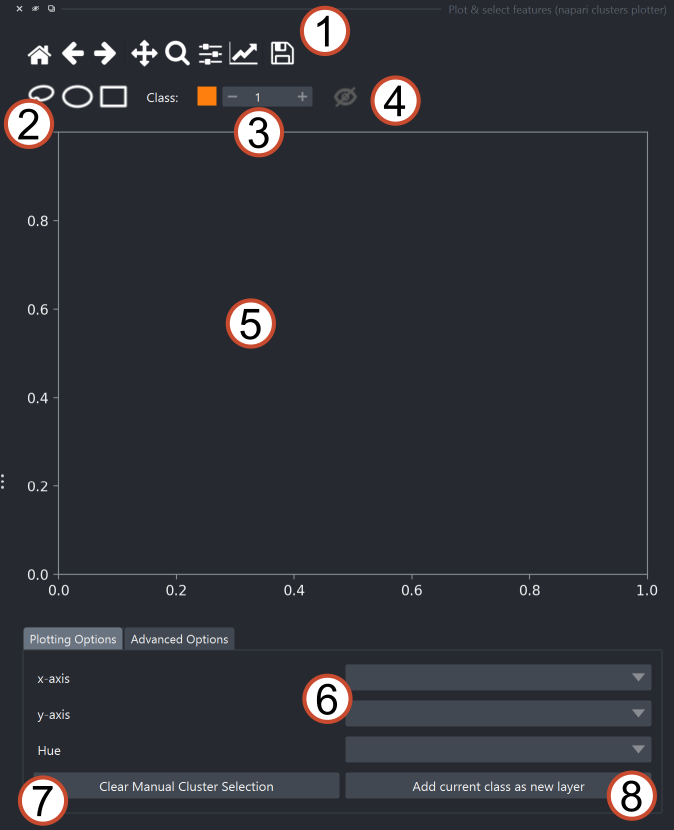 Plot & select features (napari clusters plotter)
1
Class: 1
4
2
3
0.8
0.6
5
0.4
0.2
0.0
0.0 0.2 0.4 0.6 0.8 1.0
Plotting Options Advanced Options
x-axis
6
y-axis
Hue
Clear Manual Cluster Selection Add current class as new layer
7 8